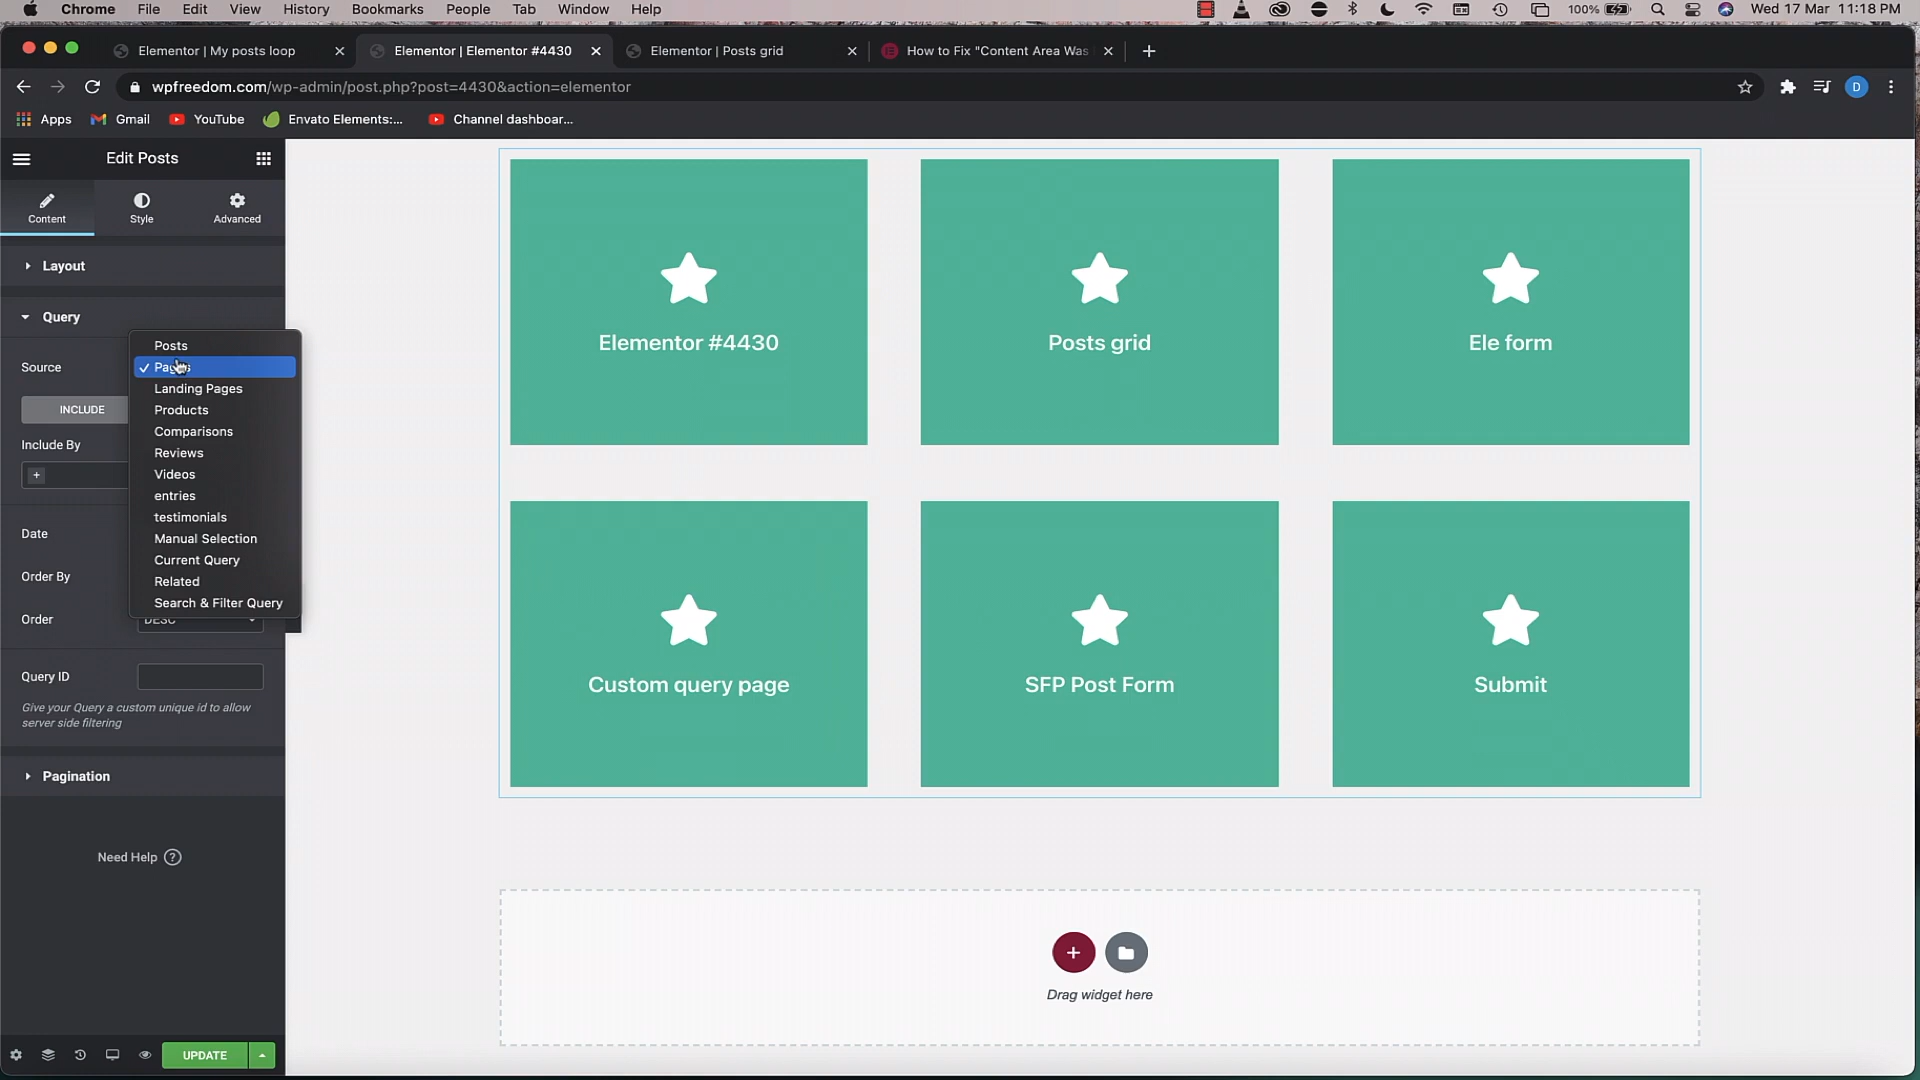 Chrome File Edit View History Bookmarks People Tab Window Help 100% Wed 17 Mar 11:18 PM
Elementor | My posts loop Elementor | Elementor #4430 Elementor | Posts grid How to Fix "Content Area Was
wpfreedom.com/wp-admin/post.php?post=4430&action=elementor D
Apps Gmail YouTube Envato Elements:... Channel dashboar...
Edit Posts
Content Style Advanced
Layout
Query
Source
INCLUDE
Include By
+
Date
Order By
Order
DESC
Posts
Pages
Landing Pages
Products
Comparisons
Reviews
Videos
entries
testimonials
Manual Selection
Current Query
Related
Search & Filter Query
Query ID
Give your Query a custom unique id to allow
server side filtering
Pagination
Need Help ?
UPDATE
Elementor #4430 Posts grid Ele form
Custom query page SFP Post Form Submit
Drag widget here